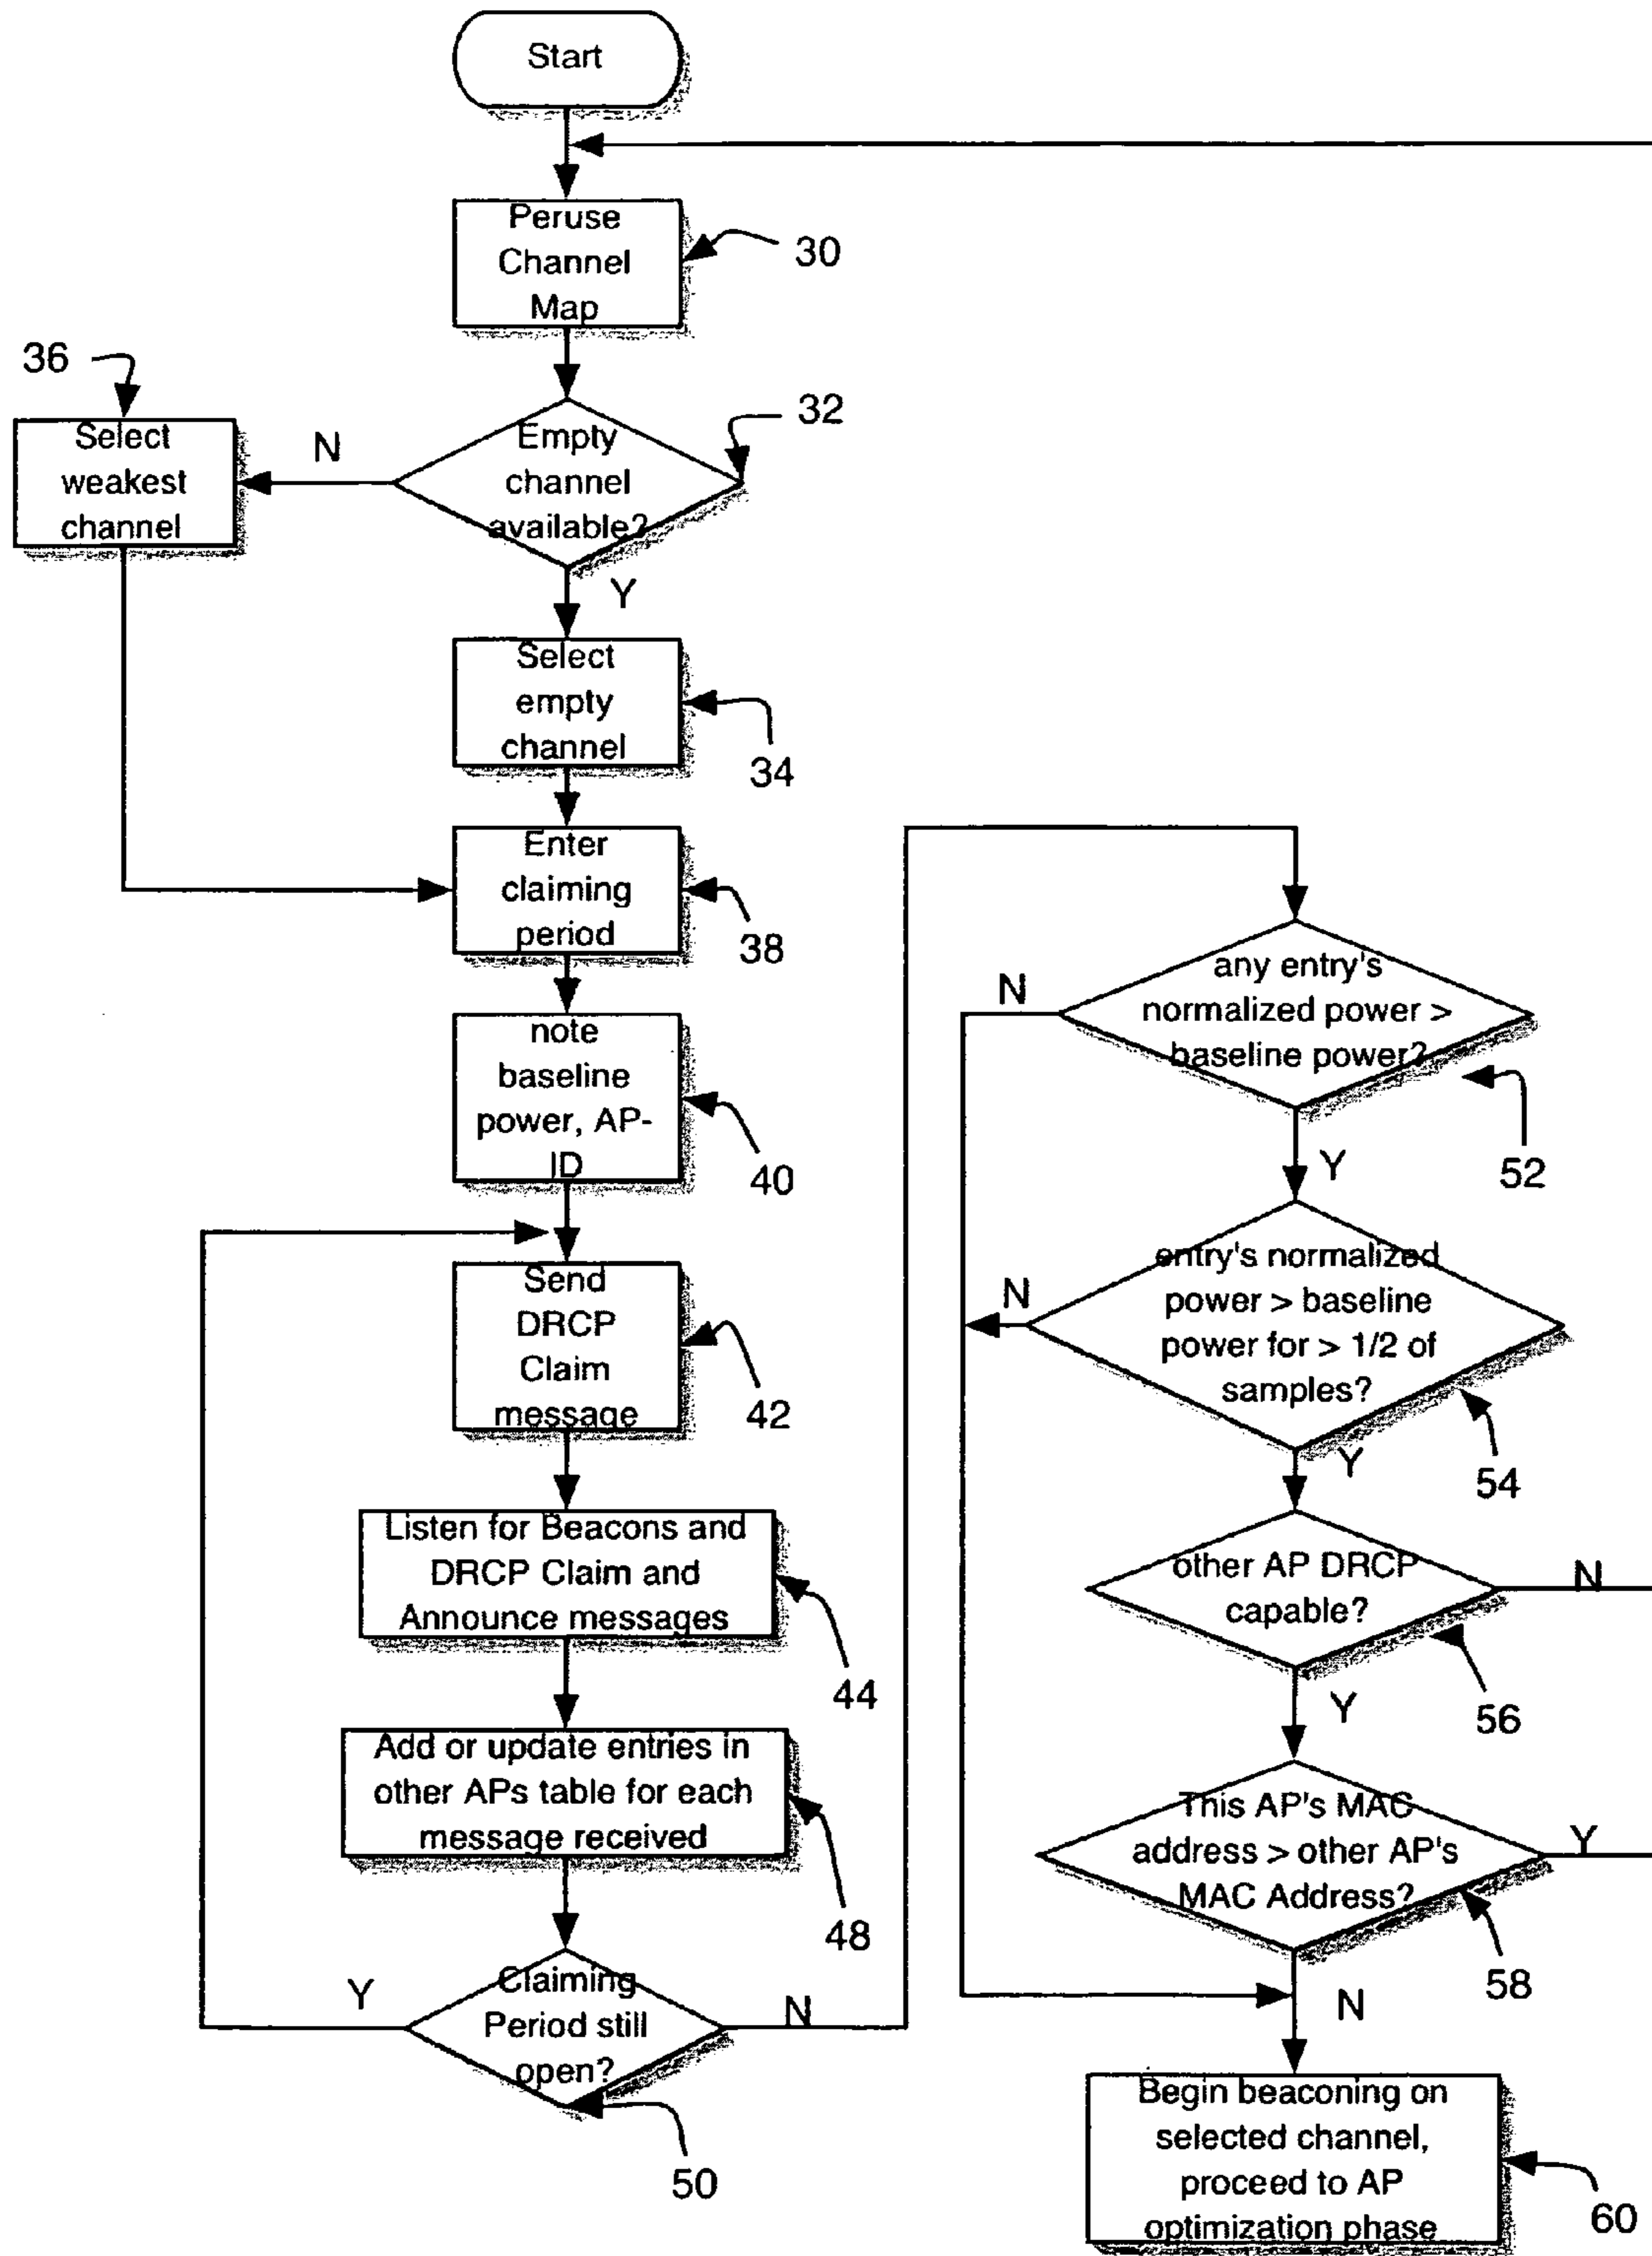 Start
Peruse
Channel
Map
30
36
Select
weakest
channel
N
Empty
channel
available?
32
Y
Select
empty
channel
34
Enter
claiming
period
38
note
baseline
power, AP-
ID
40
Send
DRCP
Claim
message
42
Listen for Beacons and
DRCP Claim and
Announce messages
44
Add or update entries in
other APs table for each
message received
48
Y
Claiming
Period still
open?
N
50
N
any entry's
normalized power >
baseline power?
52
Y
N
entry's normalized
power > baseline
power for > 1/2 of
samples?
54
Y
other AP DRCP
capable?
N
56
Y
This AP's MAC
address > other AP's
MAC Address?
Y
58
N
Begin beaconing on
selected channel,
proceed to AP
optimization phase
60